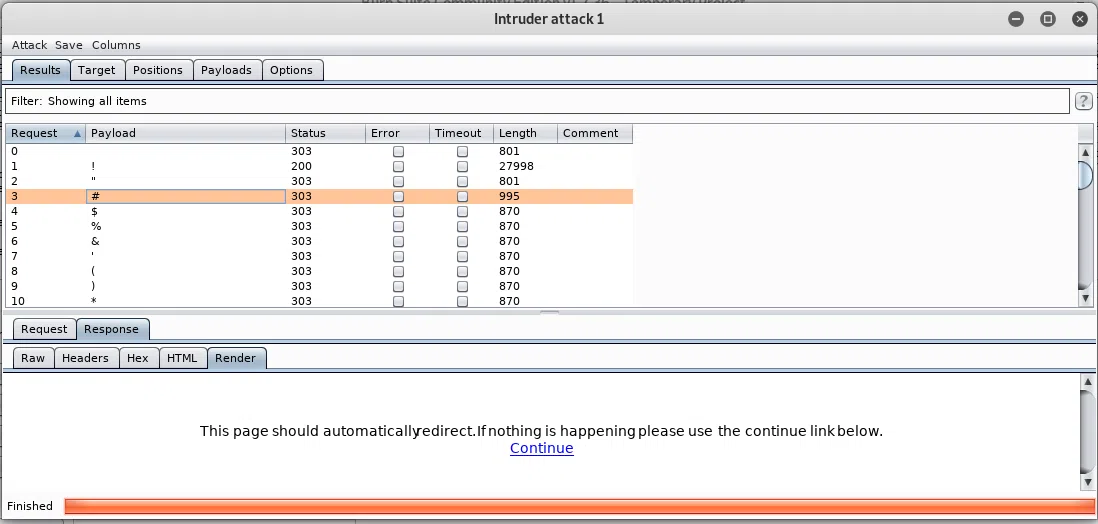 Intruder attack 1
Attack Save Columns
Results Target Positions Payloads Options
Filter: Showing all items ?
Request Payload Status Error Timeout Length Comment
0 303 801
1 ! 200 27998
2 " 303 801
3 # 303 995
4 $ 303 870
5 % 303 870
6 & 303 870
7 ' 303 870
8 ( 303 870
9 ) 303 870
10 * 303 870
Request Response
Raw Headers Hex HTML Render
This page should automatically redirect. If nothing is happening please use the continue link below.
Continue
Finished